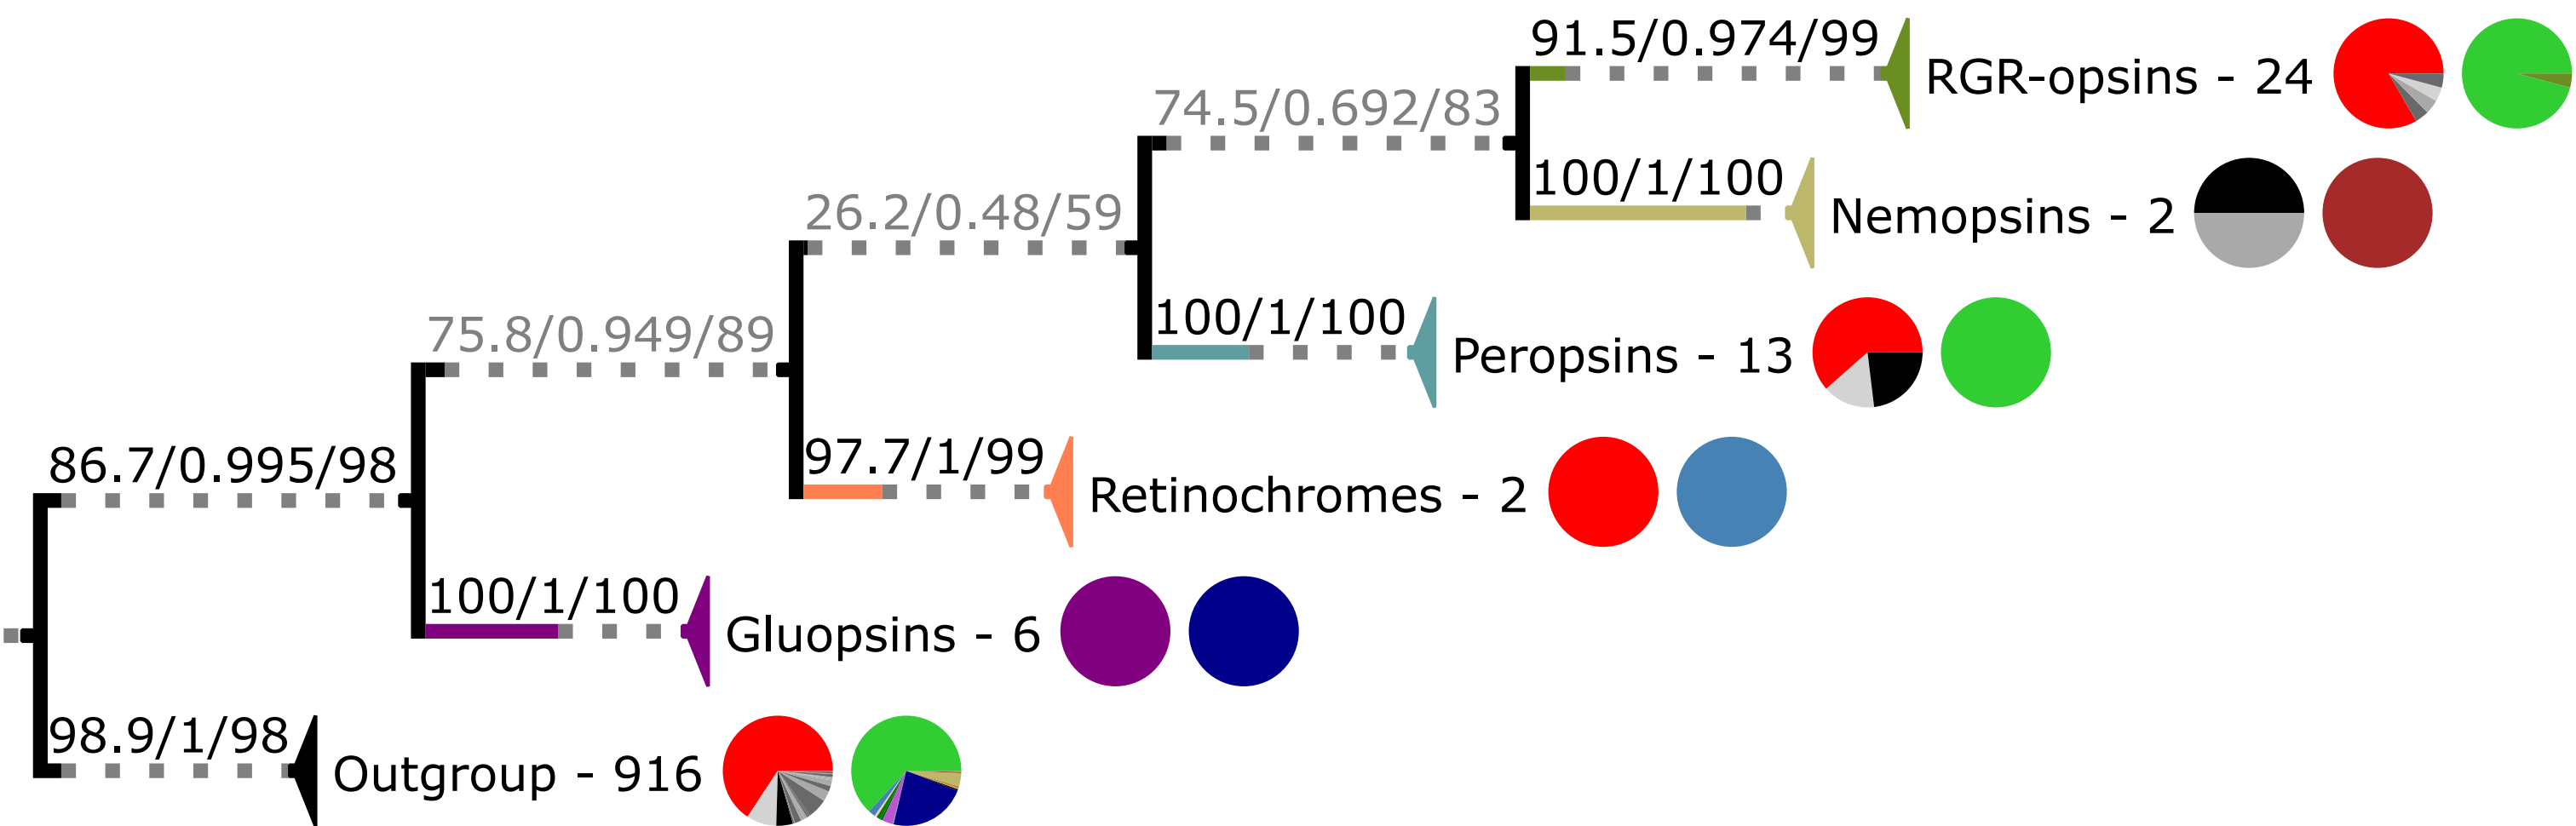 91.5/0.974/99
RGR-opsins - 24
74.5/0.692/83
100/1/100
Nemopsins - 2
26.2/0.48/59
100/1/100
Peropsins - 13
75.8/0.949/89
97.7/1/99
Retinochromes - 2
86.7/0.995/98
100/1/100
Gluopsins - 6
98.9/1/98
Outgroup - 916